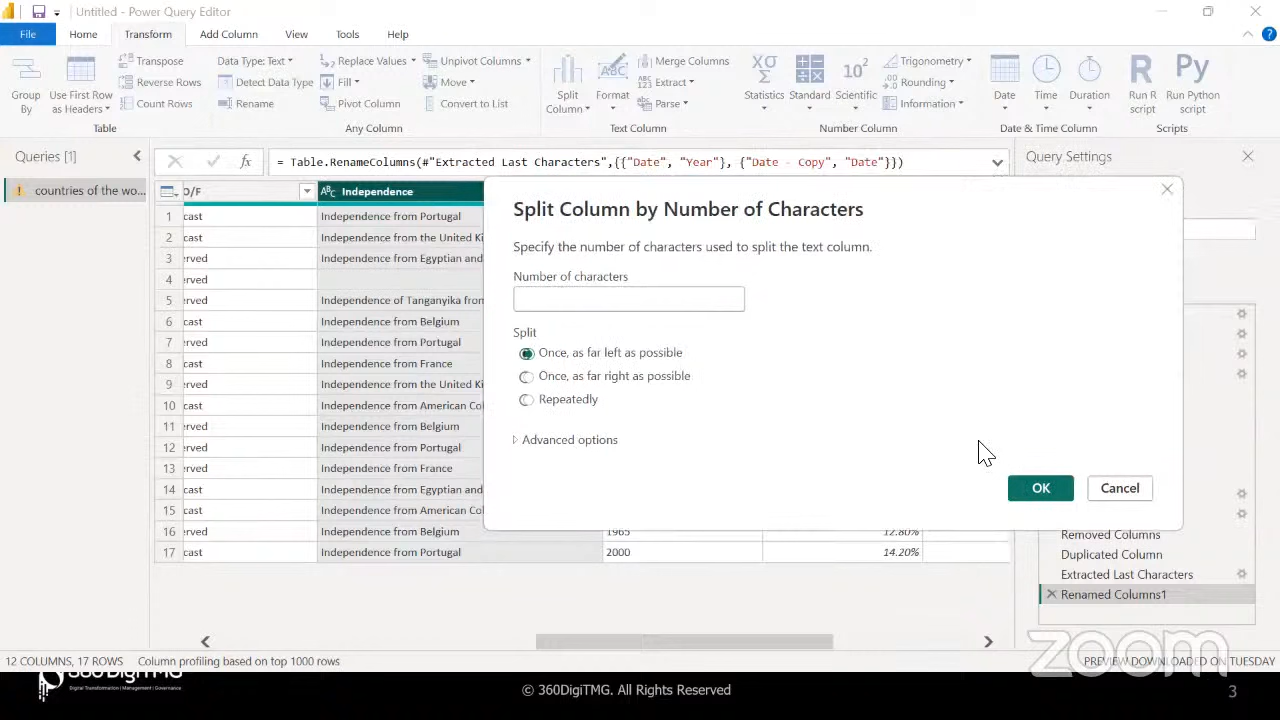 Untitled - Power Query Editor
File Home Transform Add Column View Tools Help
Group By
Use First Row as Headers
Transpose
Reverse Rows
Count Rows
Table
Data Type: Text
Detect Data Type
Rename
Replace Values
Fill
Pivot Column
Unpivot Columns
Move
Convert to List
Any Column
Split Column
Format
Merge Columns
Extract
Parse
Text Column
Statistics
Standard
Scientific
Trigonometry
Rounding
Information
Number Column
Date
Time
Duration
Date & Time Column
Run R script
Run Python script
Scripts
Queries [1]
fx
= Table.RenameColumns(#"Extracted Last Characters",{{"Date", "Year"}, {"Date - Copy", "Date"}})
Query Settings
countries of the wo...
D/F
Independence
1 cast Independence from Portugal
2 cast Independence from the United Ki
3 erved Independence from Egyptian and
4 erved
5 erved Independence of Tanganyika from
6 cast Independence from Belgium
7 erved Independence from Portugal
8 cast Independence from France
9 erved Independence from the United Ki
10 cast Independence from American Col
11 erved Independence from Belgium
12 cast Independence from Portugal
13 erved Independence from France
14 cast Independence from Egyptian and
15 cast Independence from American Col
16 erved Independence from Belgium 1965 12.80%
17 cast Independence from Portugal 2000 14.20%
Split Column by Number of Characters
Specify the number of characters used to split the text column.
Number of characters
Split
Once, as far left as possible
Once, as far right as possible
Repeatedly
Advanced options
OK
Cancel
Removed Columns
Duplicated Column
Extracted Last Characters
Renamed Columns1
12 COLUMNS, 17 ROWS Column profiling based on top 1000 rows
PREVIEW DOWNLOADED ON TUESDAY
zoom
360DigiTMG
Digital Transformation | Management | Governance
© 360DigiTMG. All Rights Reserved
3